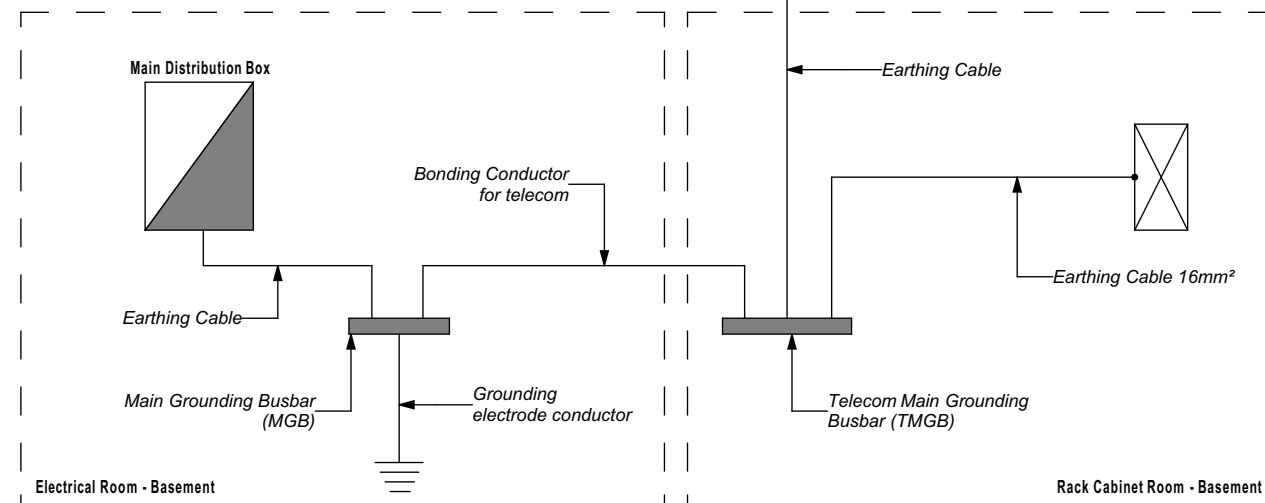 Main Distribution Box
Earthing Cable
Bonding Conductor
for telecom
Earthing Cable 16mm²
Earthing Cable
Main Grounding Busbar
(MGB)
Grounding
electrode conductor
Telecom Main Grounding
Busbar (TMGB)
Electrical Room - Basement
Rack Cabinet Room - Basement